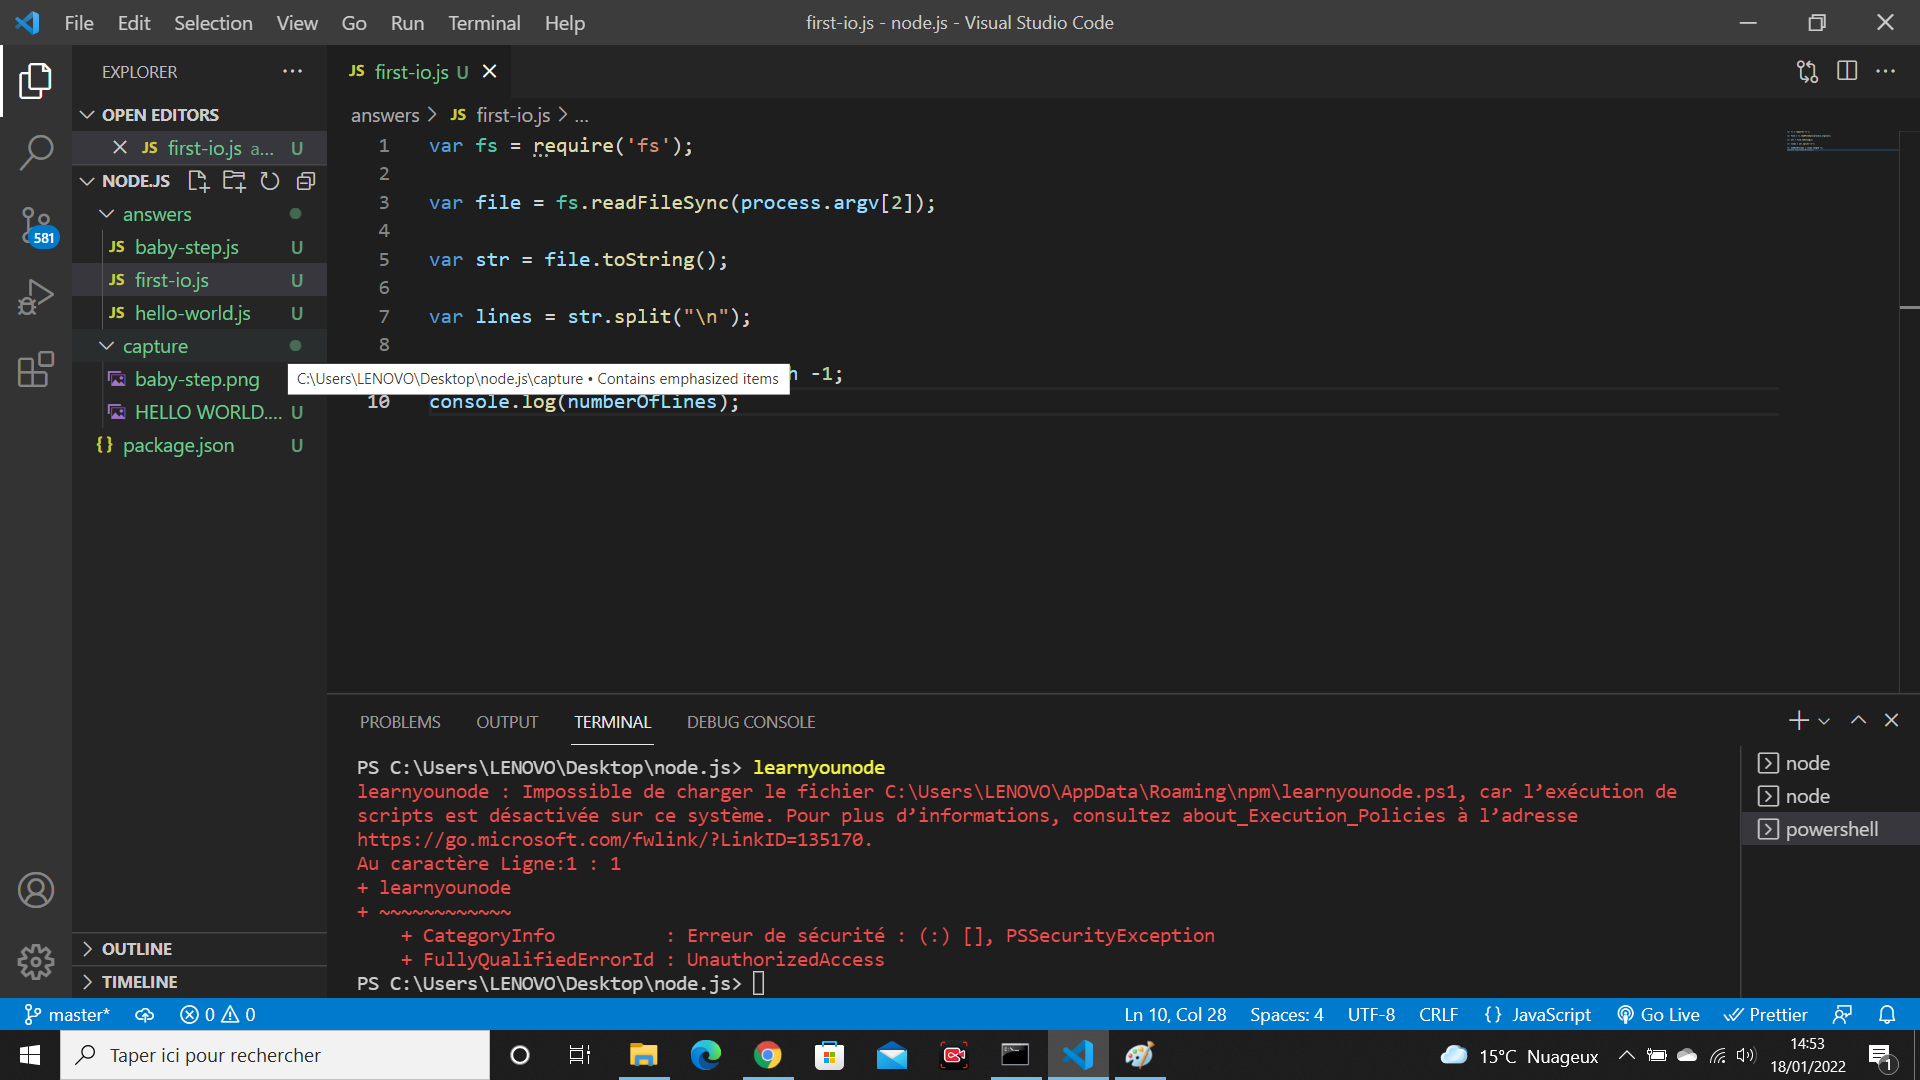 File Edit Selection View Go Run Terminal Help
first-io.js - node.js - Visual Studio Code
EXPLORER
OPEN EDITORS
JS first-io.js a... U
NODE.JS
answers
JS baby-step.js U
JS first-io.js U
JS hello-world.js U
capture
baby-step.png
HELLO WORLD.... U
{} package.json U
OUTLINE
TIMELINE
581
JS first-io.js U
answers > JS first-io.js > ...
1 var fs = require('fs');
2
3 var file = fs.readFileSync(process.argv[2]);
4
5 var str = file.toString();
6
7 var lines = str.split("\n");
8
-1;
10 console.log(numberOfLines);
C:\Users\LENOVO\Desktop\node.js\capture • Contains emphasized items
PROBLEMS OUTPUT TERMINAL DEBUG CONSOLE
PS C:\Users\LENOVO\Desktop\node.js> learnyounode
learnyounode : Impossible de charger le fichier C:\Users\LENOVO\AppData\Roaming\npm\learnyounode.ps1, car l’exécution de
scripts est désactivée sur ce système. Pour plus d’informations, consultez about_Execution_Policies à l’adresse
https://go.microsoft.com/fwlink/?LinkID=135170.
Au caractère Ligne:1 : 1
+ learnyounode
+ ~~~~~~~~~~~~
+ CategoryInfo : Erreur de sécurité : (:) [], PSSecurityException
+ FullyQualifiedErrorId : UnauthorizedAccess
PS C:\Users\LENOVO\Desktop\node.js>
node
node
powershell
master* 0 0
Ln 10, Col 28 Spaces: 4 UTF-8 CRLF {} JavaScript Go Live Prettier
Taper ici pour rechercher
15°C Nuageux
14:53
18/01/2022
1